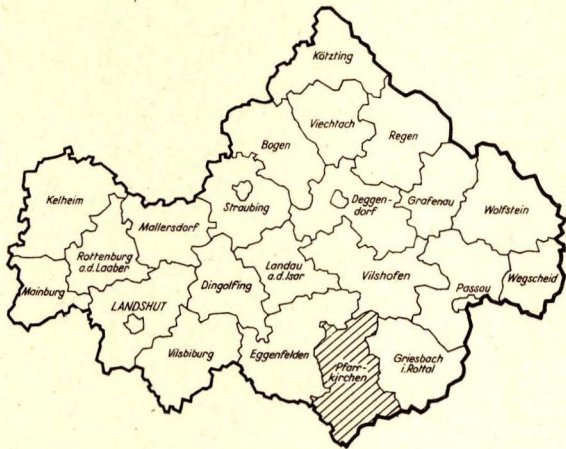 Kötzting
Viechtach
Regen
Bogen
Kelheim
Straubing
Deggen-
dorf
Grafenau
Wolfstein
Mallersdorf
Rottenburg
a.d.Laaber
Landau
a.d.Isar
Dingolfing
Vilshofen
Mainburg
Passau
Wegscheid
LANDSHUT
Vilsbiburg
Eggenfelden
Pfarr-
kirchen
Griesbach
i.Rottal